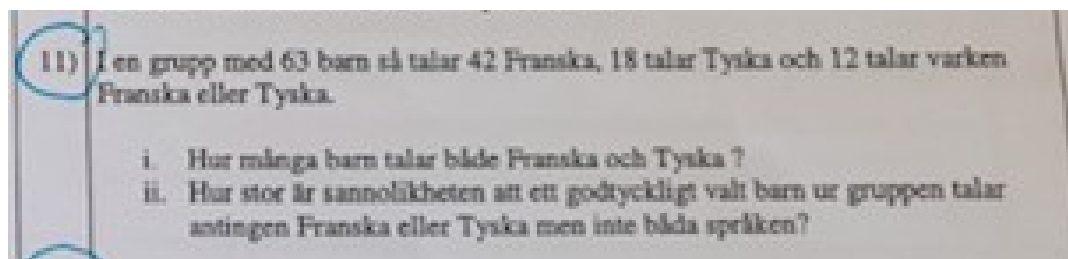 11) I en grupp med 63 barn så talar 42 Franska, 18 talar Tyska och 12 talar varken
Franska eller Tyska.
i. Hur många barn talar både Franska och Tyska ?
ii. Hur stor är sannolikheten att ett godtyckligt valt barn ur gruppen talar
antingen Franska eller Tyska men inte båda språken?